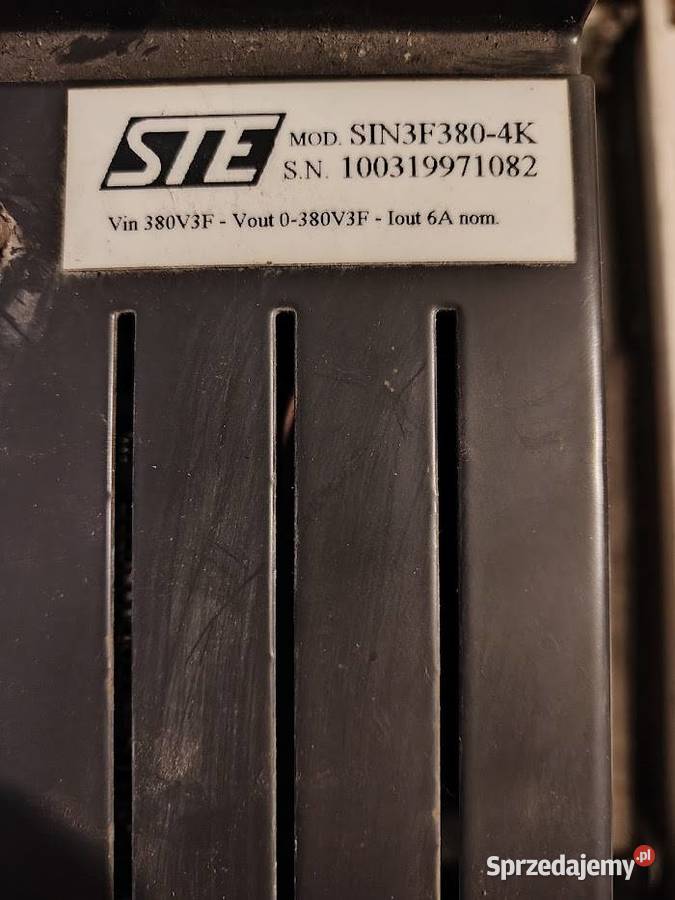 STE
MOD. SIN3F380-4K
S.N. 100319971082
Vin 380V3F - Vout 0-380V3F - Iout 6A nom.
Sprzedajemy.pl